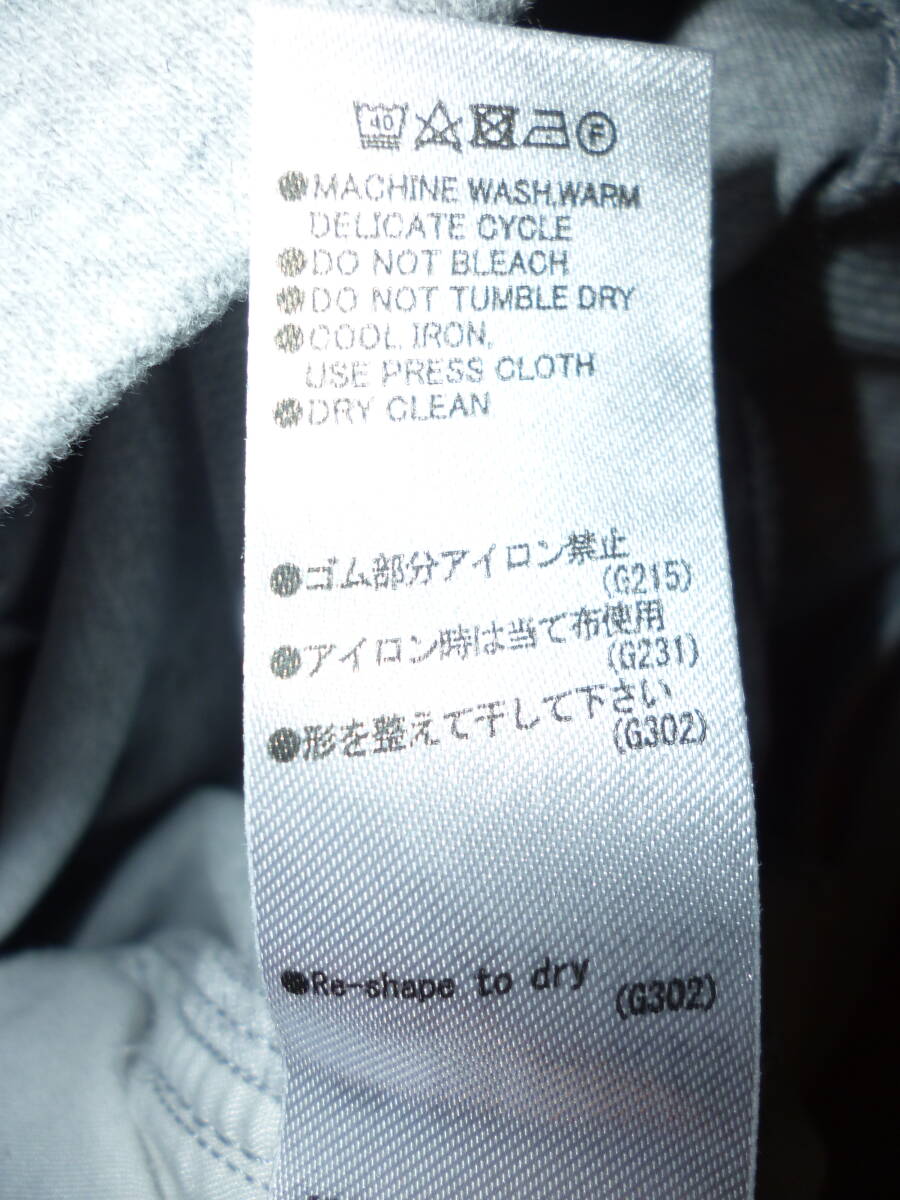 40 F
●MACHINE WASH,WARM
DELICATE CYCLE
●DO NOT BLEACH
●DO NOT TUMBLE DRY
●COOL IRON,
USE PRESS CLOTH
●DRY CLEAN
●ゴム部分アイロン禁止
(G215)
●アイロン時は当て布使用
(G231)
●形を整えて干して下さい
(G302)
●Re-shape to dry
(G302)